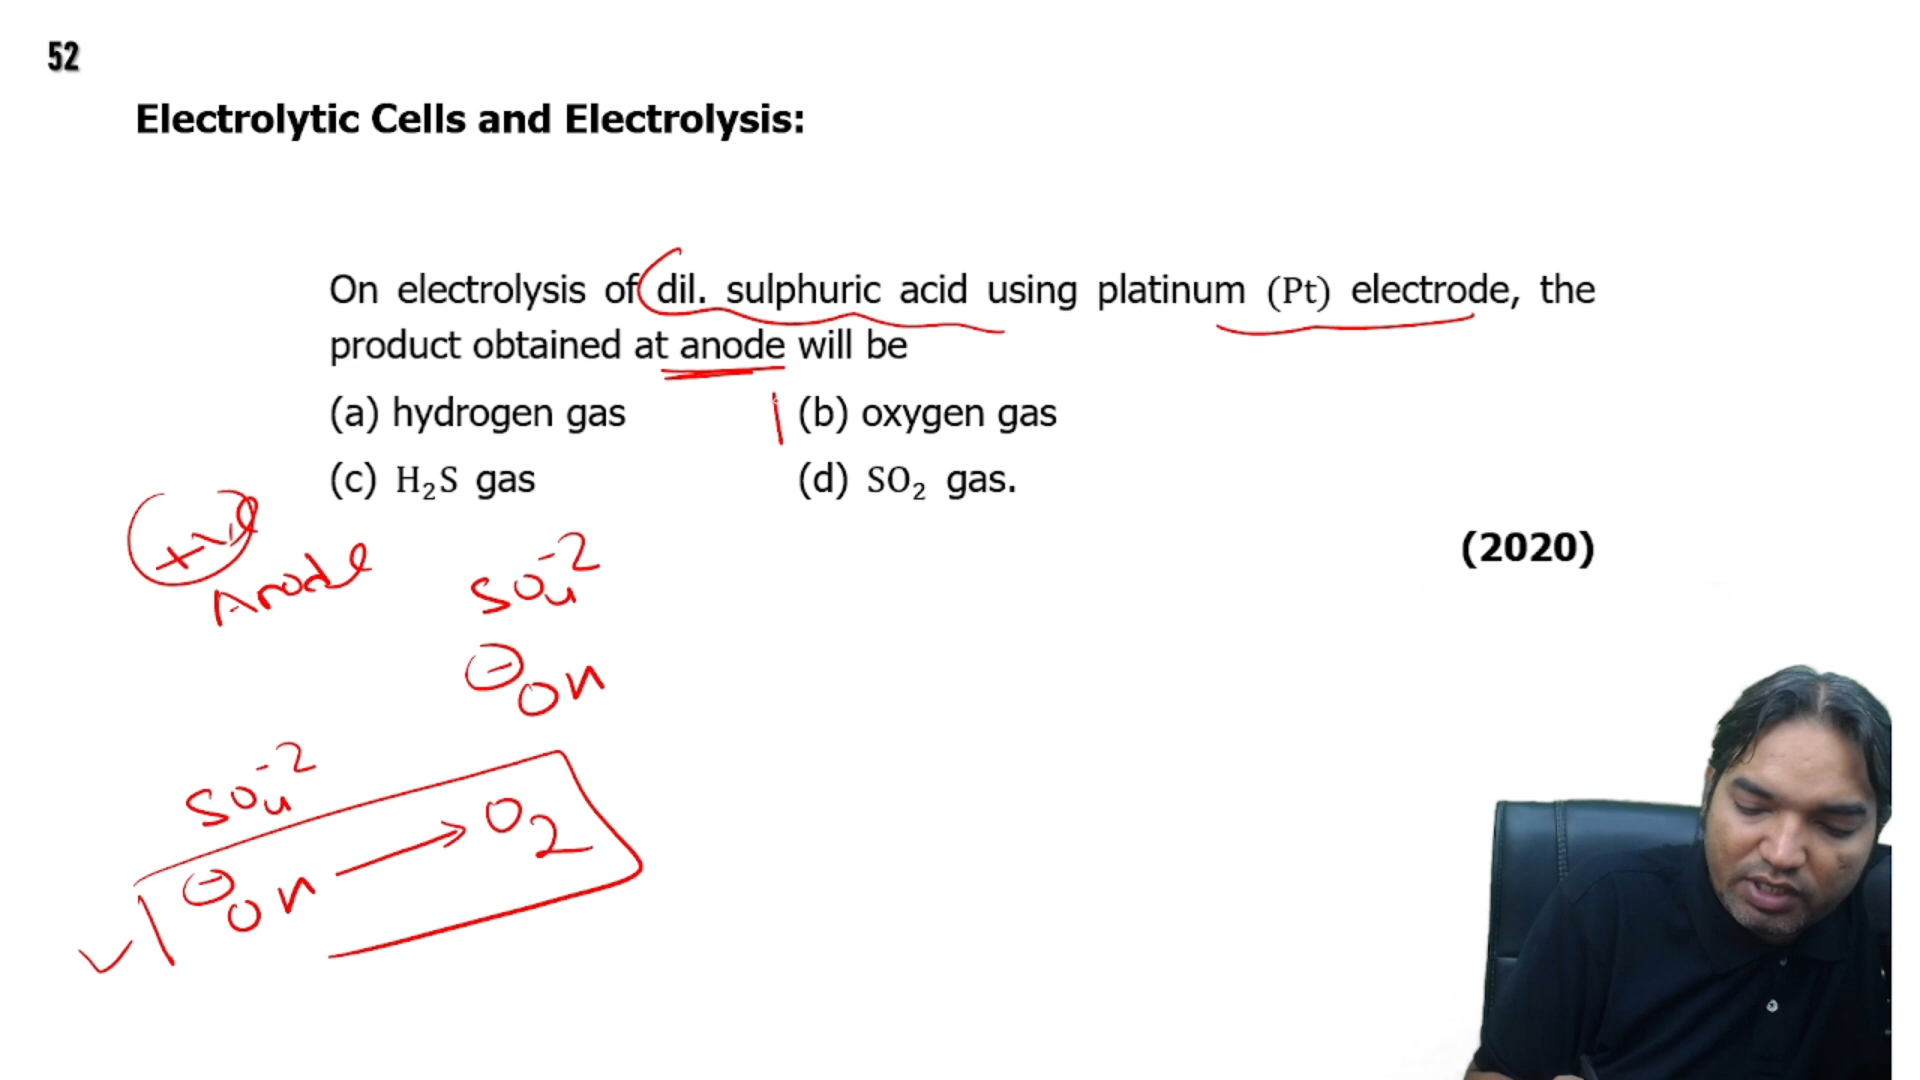 52
Electrolytic Cells and Electrolysis:
On electrolysis of dil. sulphuric acid using platinum (Pt) electrode, the
product obtained at anode will be
(a) hydrogen gas (b) oxygen gas
(c) H₂S gas (d) SO₂ gas.
(2020)
+ve
Anode
SO₄⁻²
⊖OH
SO₄⁻²
⊖OH → O₂